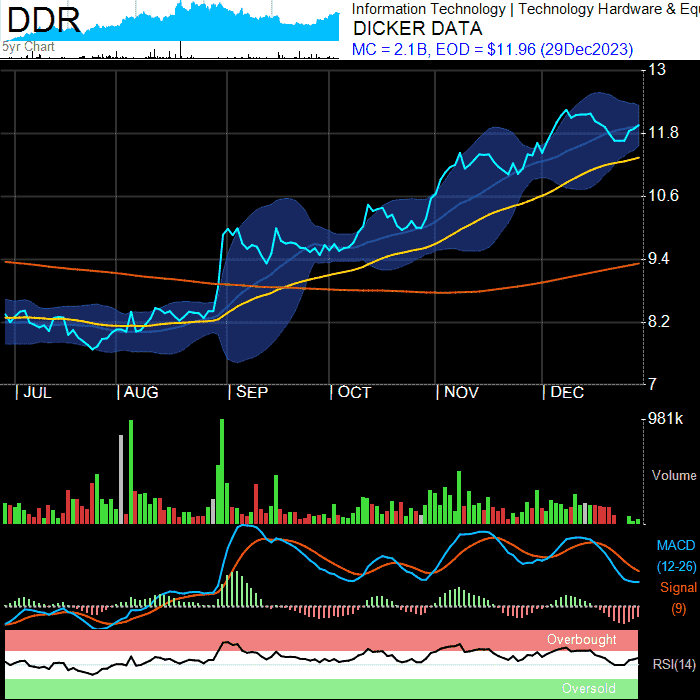 DDR
5yr Chart
Information Technology | Technology Hardware & Equ
DICKER DATA
MC = 2.1B, EOD = $11.96 (29Dec2023)
13
11.8
10.6
9.4
8.2
7
| JUL | AUG | SEP | OCT | NOV | DEC
981k
Volume
MACD
(12-26)
Signal
(9)
Overbought
RSI(14)
Oversold